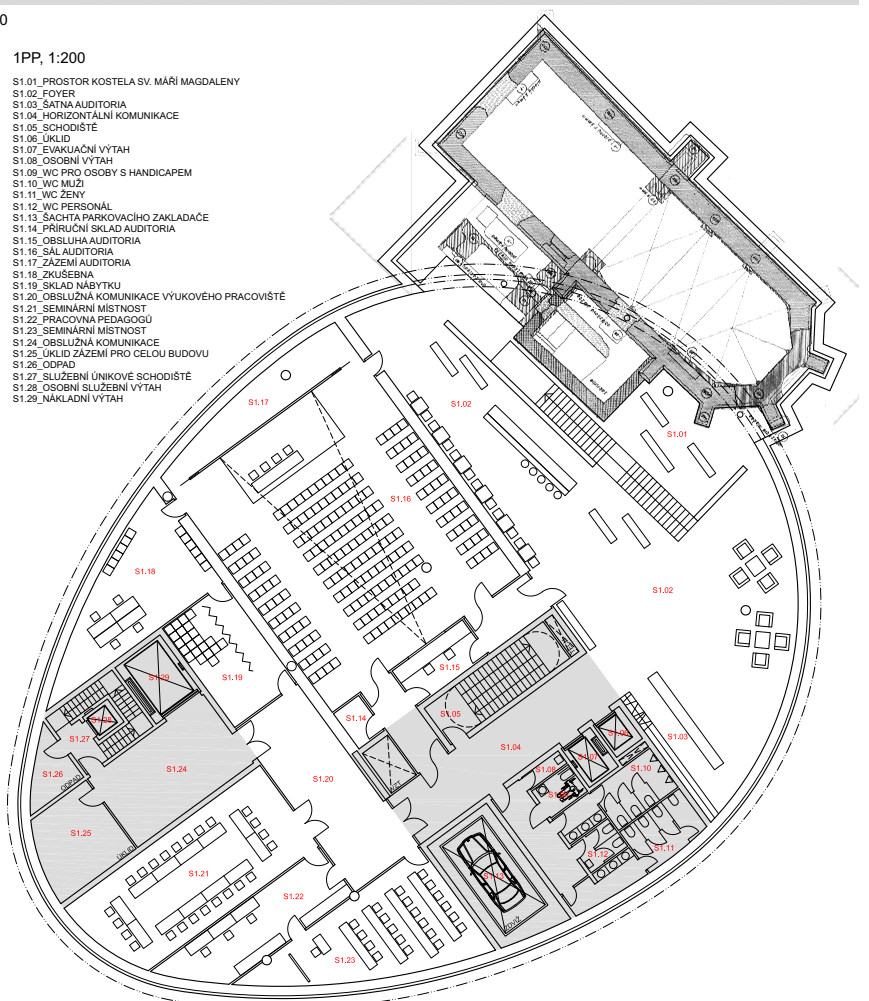 0
1PP, 1:200
S1.01_PROSTOR KOSTELA SV. MÁŘÍ MAGDALENY
S1.02_FOYER
S1.03_ŠATNA AUDITORIA
S1.04_HORIZONTÁLNÍ KOMUNIKACE
S1.05_SCHODIŠTĚ
S1.06_ÚKLID
S1.07_EVAKUAČNÍ VÝTAH
S1.08_OSOBNÍ VÝTAH
S1.09_WC PRO OSOBY S HANDICAPEM
S1.10_WC MUŽI
S1.11_WC ŽENY
S1.12_WC PERSONÁL
S1.13_ŠACHTA PARKOVACÍHO ZAKLADAČE
S1.14_PŘÍRUČNÍ SKLAD AUDITORIA
S1.15_OBSLUHA AUDITORIA
S1.16_SÁL AUDITORIA
S1.17_ZÁZEMÍ AUDITORIA
S1.18_ZKUŠEBNA
S1.19_SKLAD NÁBYTKU
S1.20_OBSLUŽNÁ KOMUNIKACE VÝUKOVÉHO PRACOVIŠTĚ
S1.21_SEMINÁRNÍ MÍSTNOST
S1.22_PRACOVNA PEDAGOGŮ
S1.23_SEMINÁRNÍ MÍSTNOST
S1.24_OBSLUŽNÁ KOMUNIKACE
S1.25_ÚKLID ZÁZEMÍ PRO CELOU BUDOVU
S1.26_ODPAD
S1.27_SLUŽEBNÍ ÚNIKOVÉ SCHODIŠTĚ
S1.28_OSOBNÍ SLUŽEBNÍ VÝTAH
S1.29_NÁKLADNÍ VÝTAH
S1.17
S1.02
S1.01
S1.16
S1.18
S1.02
S1.15
S1.19
S1.29
S1.14
S1.05
S1.28
S1.27
S1.04
S1.03
S1.07
S1.10
S1.26
S1.24
S1.20
ODPAD
S1.25
ÚKLID
S1.12
S1.11
S1.21
S1.13
S1.22
S1.23